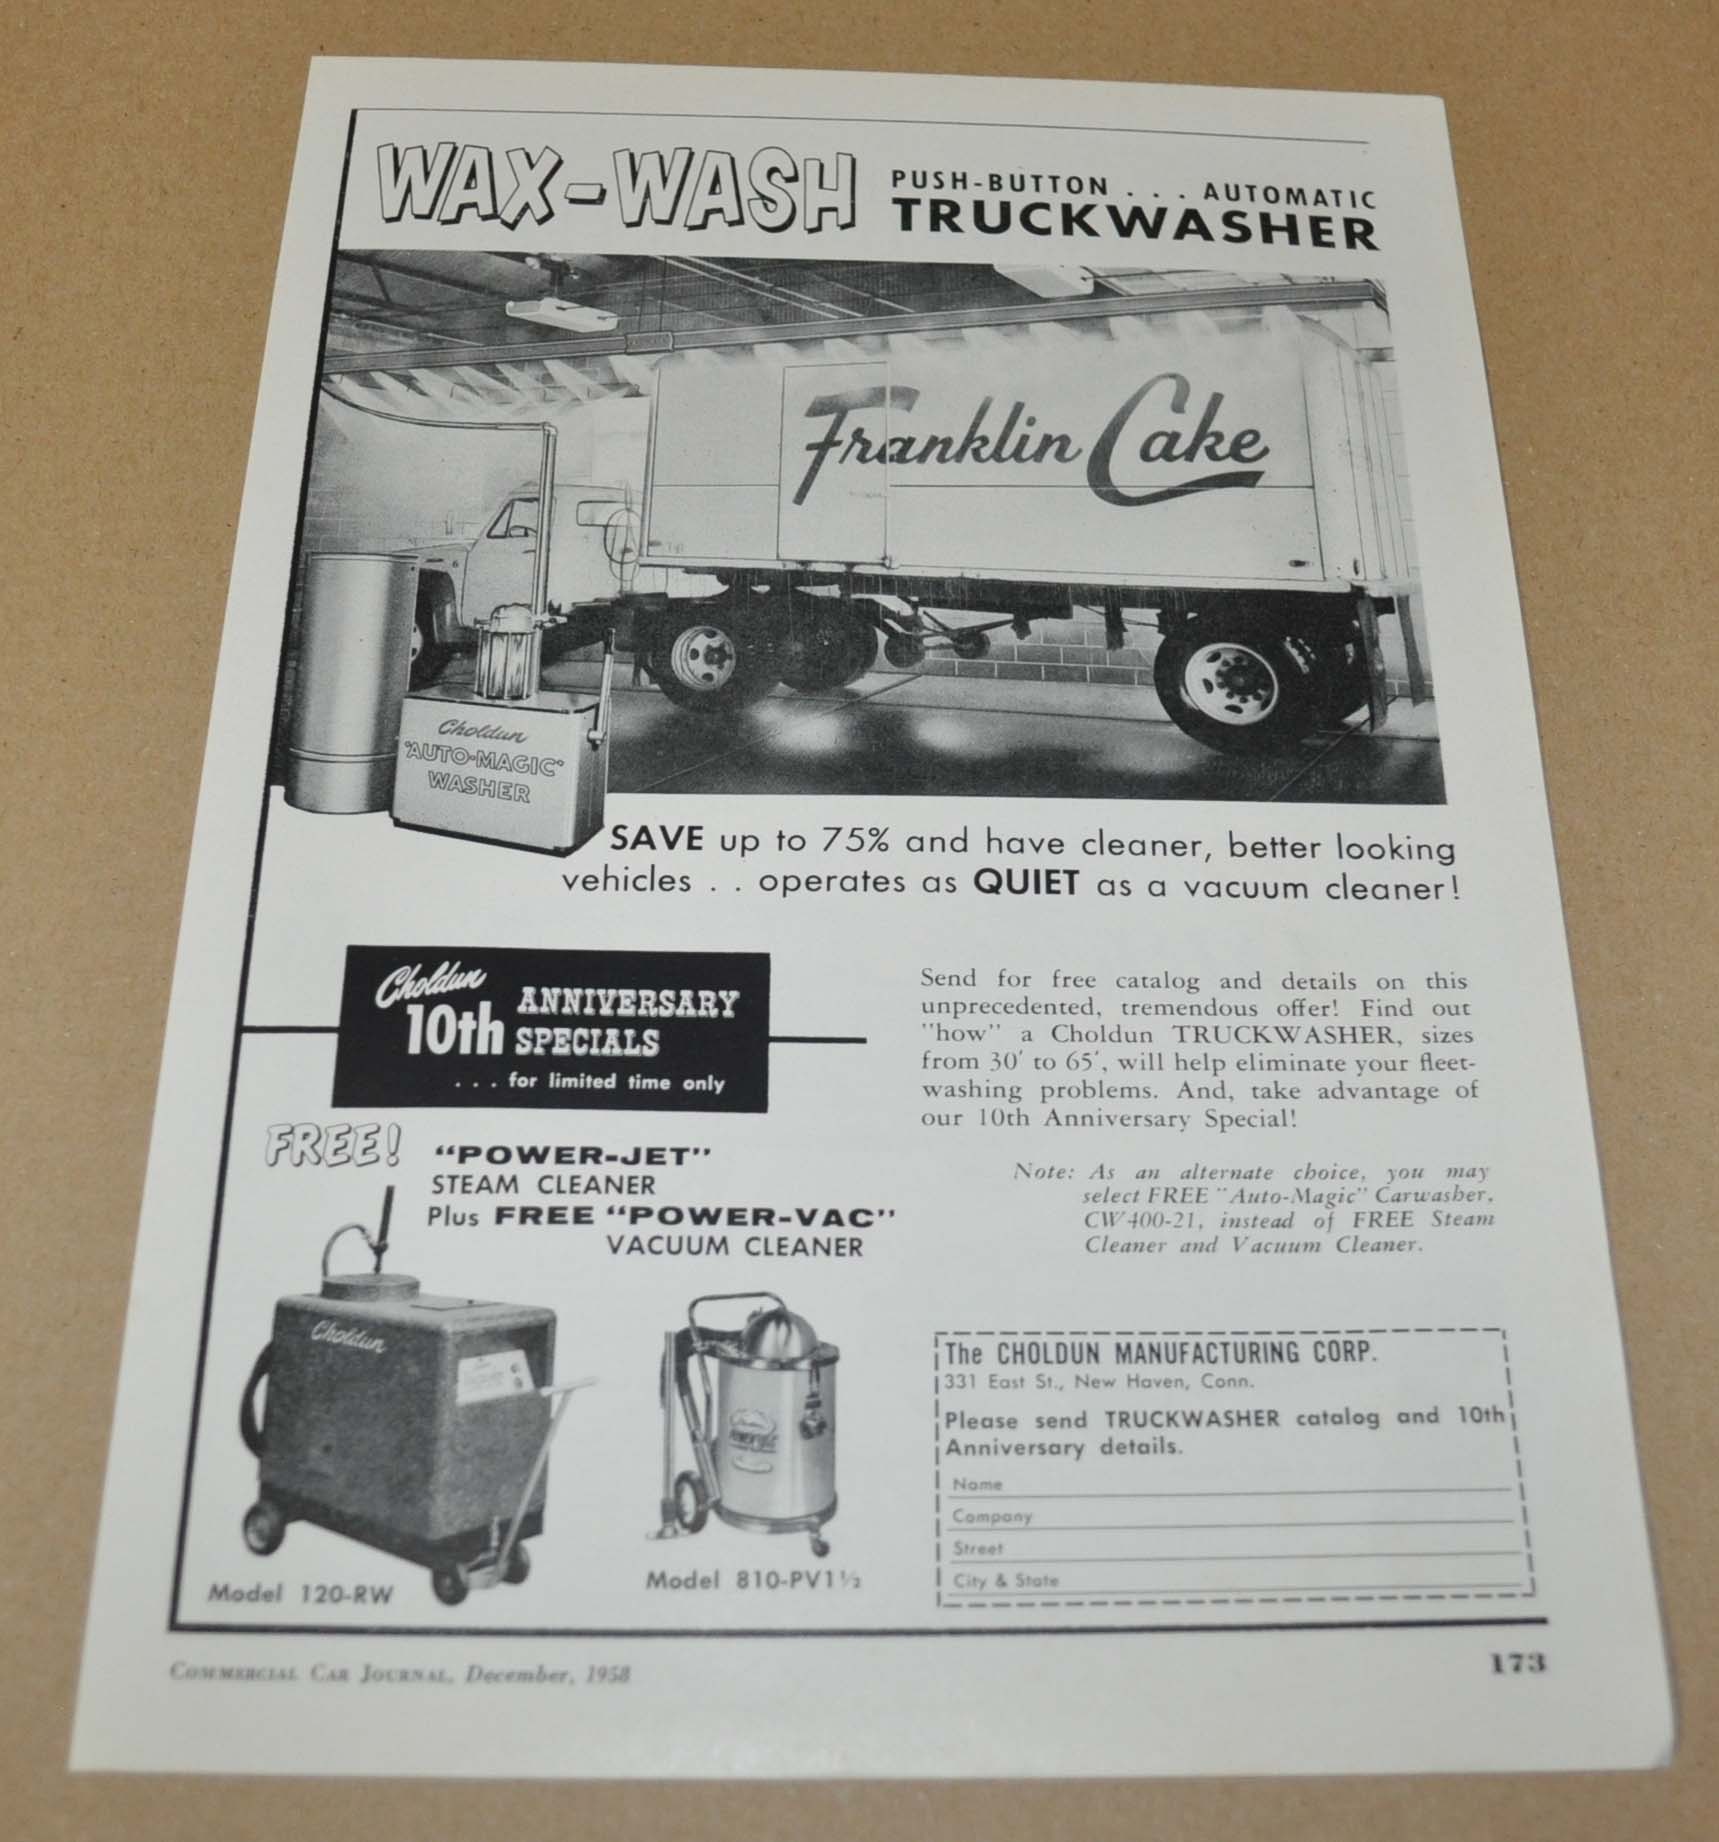 WAX-WASH
PUSH-BUTTON . . . AUTOMATIC
TRUCKWASHER
Franklin Cake
Choldun
"AUTO-MAGIC"
WASHER
SAVE up to 75% and have cleaner, better looking
vehicles . . operates as QUIET as a vacuum cleaner!
Choldun
10th ANNIVERSARY
SPECIALS
. . . for limited time only
Send for free catalog and details on this
unprecedented, tremendous offer! Find out
"how" a Choldun TRUCKWASHER, sizes
from 30' to 65', will help eliminate your fleet-
washing problems. And, take advantage of
our 10th Anniversary Special!
FREE!
"POWER-JET"
STEAM CLEANER
Plus FREE "POWER-VAC"
VACUUM CLEANER
Note: As an alternate choice, you may
select FREE "Auto-Magic" Carwasher,
CW400-21, instead of FREE Steam
Cleaner and Vacuum Cleaner.
Choldun
Model 120-RW
Model 810-PV1½
The CHOLDUN MANUFACTURING CORP.
331 East St., New Haven, Conn.
Please send TRUCKWASHER catalog and 10th
Anniversary details.
Name
Company
Street
City & State
COMMERCIAL CAR JOURNAL, December, 1958
173